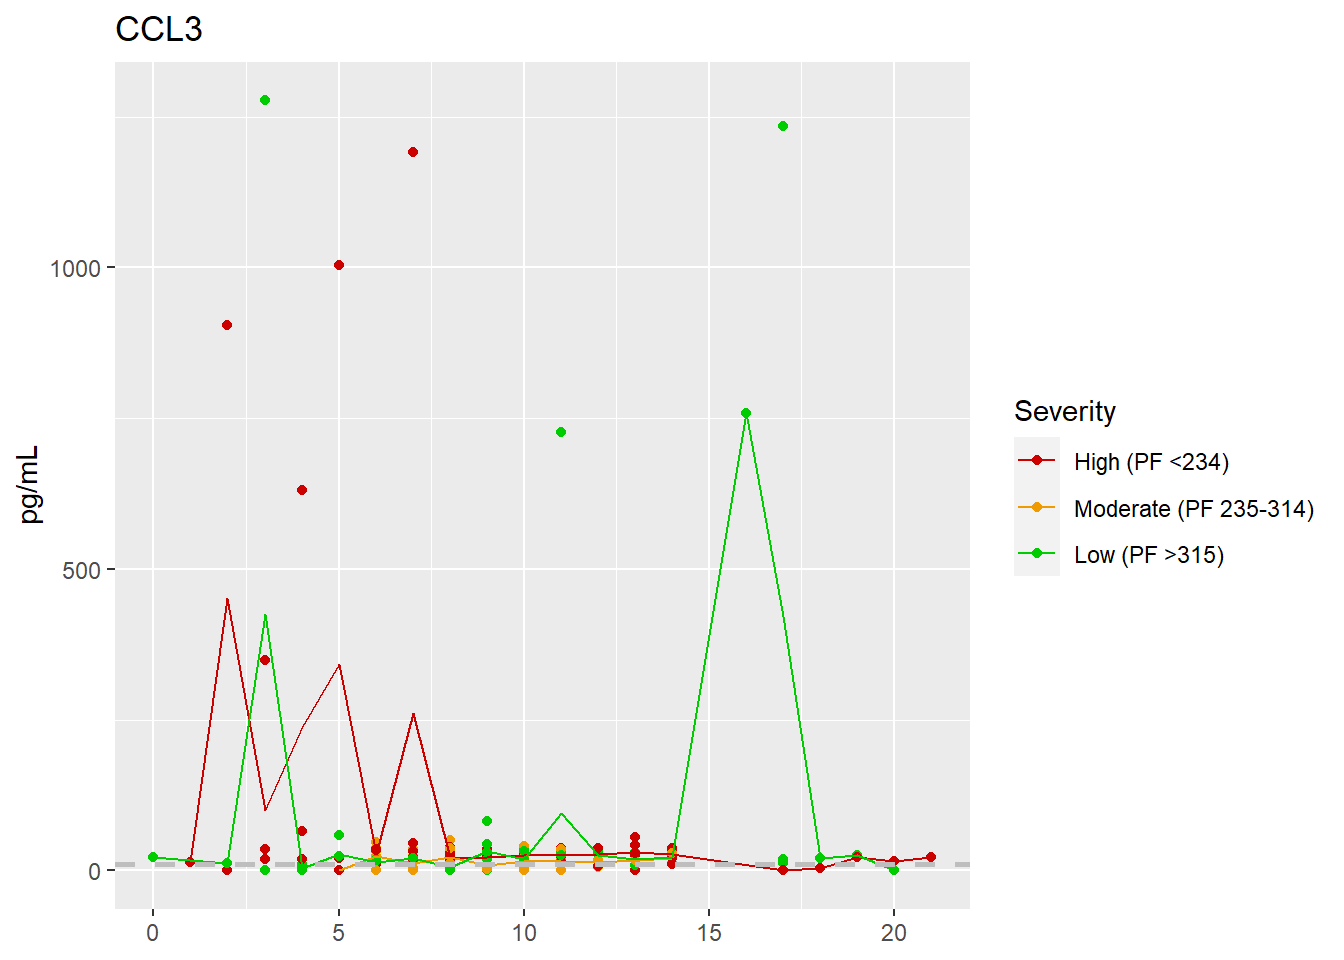 CCL3
1000
500
0
pg/mL
0
5
10
15
20
Severity
High (PF <234)
Moderate (PF 235-314)
Low (PF >315)